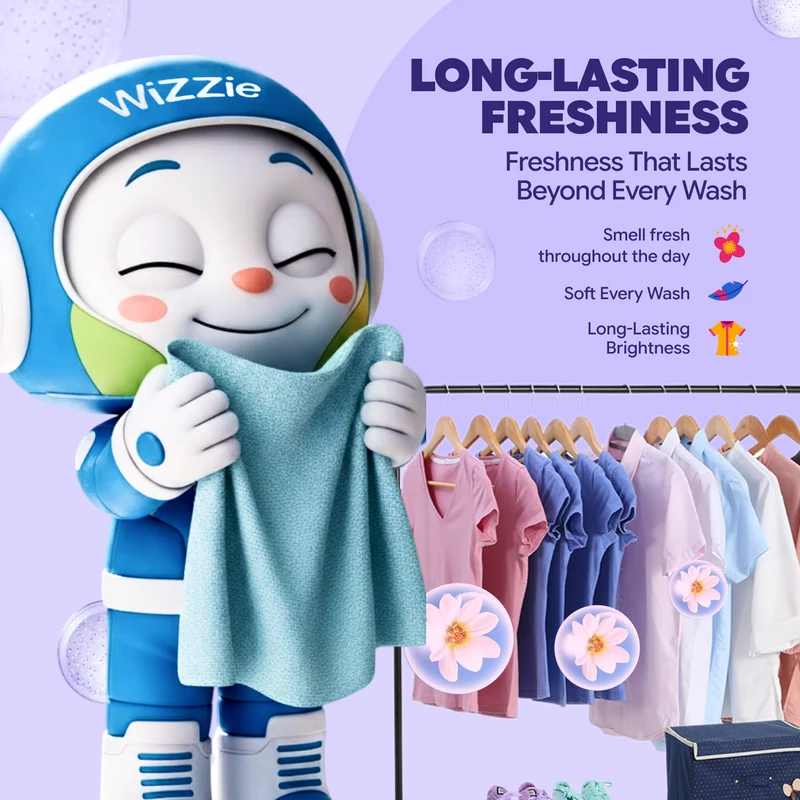 WiZZie
LONG-LASTING
FRESHNESS
Freshness That Lasts
Beyond Every Wash
Smell fresh
throughout the day
Soft Every Wash
Long-Lasting
Brightness